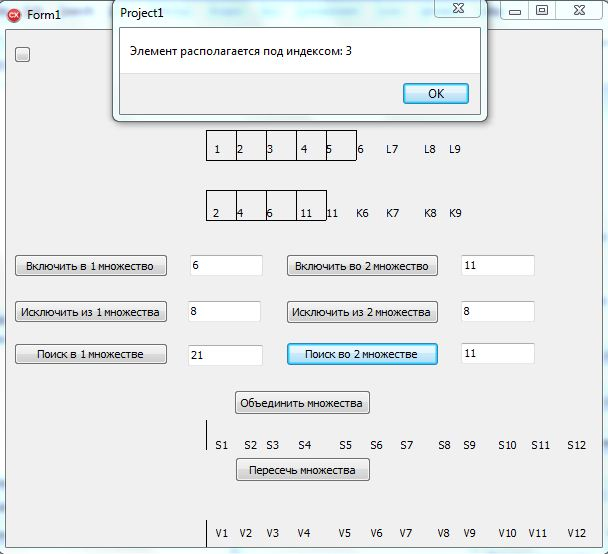 Form1
Project1
Элемент располагается под индексом: 3
OK
1 2 3 4 5 6 L7 L8 L9
2 4 6 11 11 K6 K7 K8 K9
Включить в 1 множество 6 Включить во 2 множество 11
Исключить из 1 множества 8 Исключить из 2 множества 8
Поиск в 1 множестве 21 Поиск во 2 множестве 11
Объединить множества
S1 S2 S3 S4 S5 S6 S7 S8 S9 S10 S11 S12
Пересечь множества
V1 V2 V3 V4 V5 V6 V7 V8 V9 V10 V11 V12